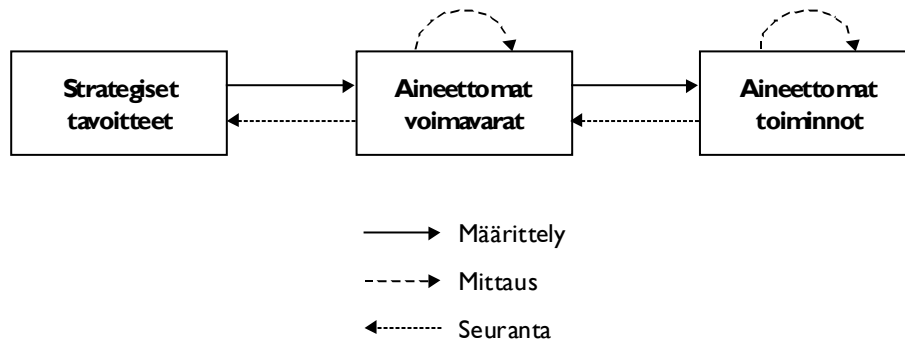 Strategiset
tavoitteet
Aineettomat
voimavarat
Aineettomat
toiminnot
Määrittely
Mittaus
Seuranta